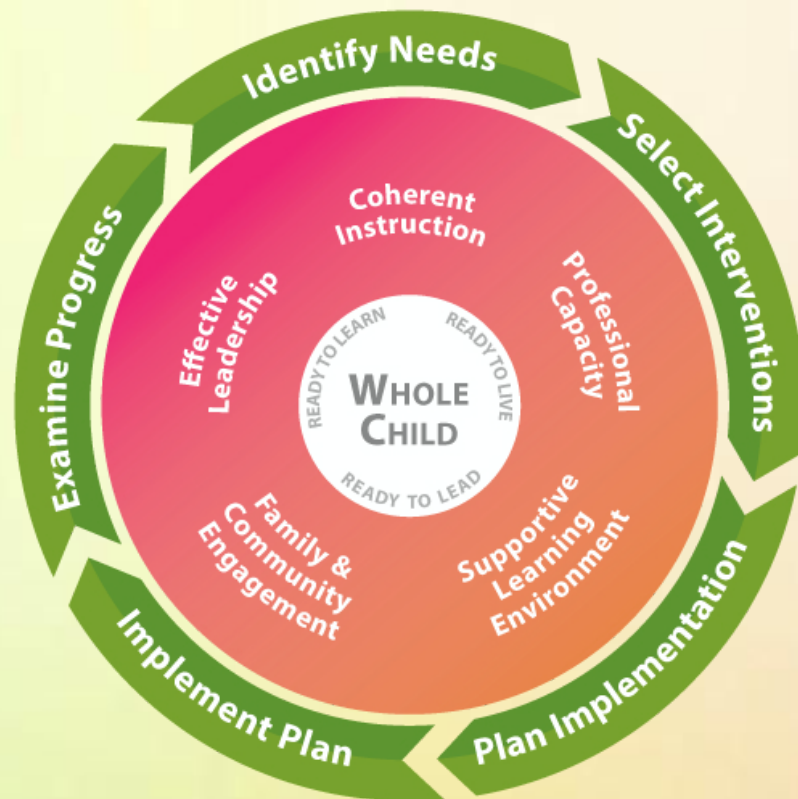 Identify Needs
Select Interventions
Plan Implementation
Implement Plan
Examine Progress
Coherent
Instruction
Professional
Capacity
Supportive
Learning
Environment
Family &
Community
Engagement
Effective
Leadership
READY TO LEARN
READY TO LIVE
READY TO LEAD
WHOLE
CHILD